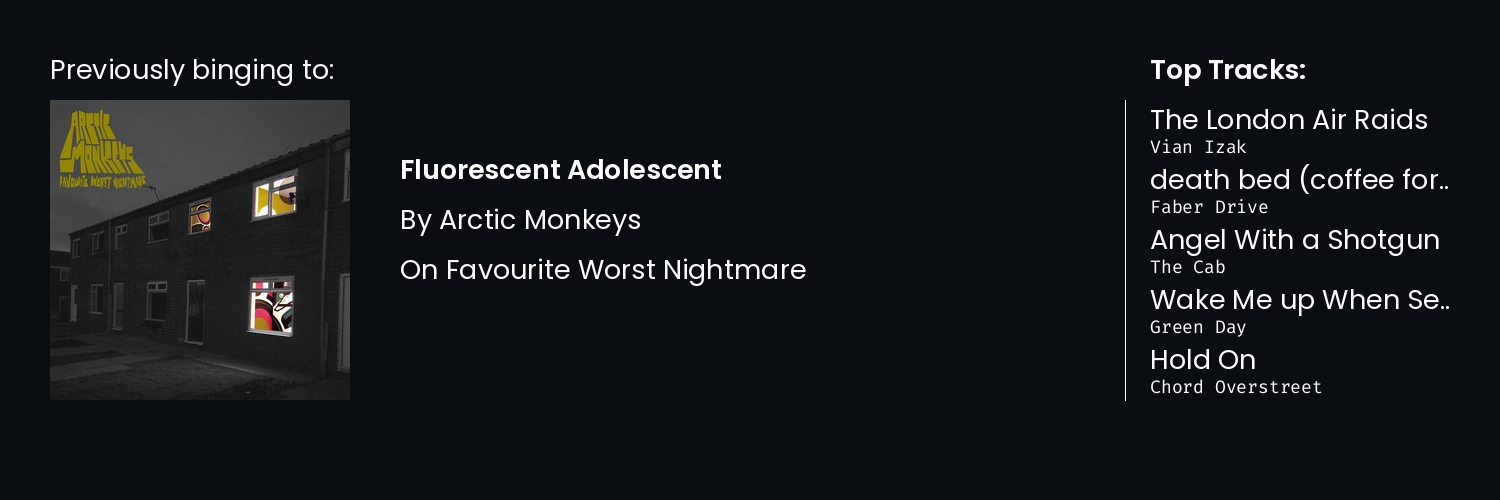 Previously binging to:
ARCTIC
MONKEYS
FAVOURITE WORST NIGHTMARE
Fluorescent Adolescent
By Arctic Monkeys
On Favourite Worst Nightmare
Top Tracks:
The London Air Raids
Vian Izak
death bed (coffee for..
Faber Drive
Angel With a Shotgun
The Cab
Wake Me up When Se..
Green Day
Hold On
Chord Overstreet